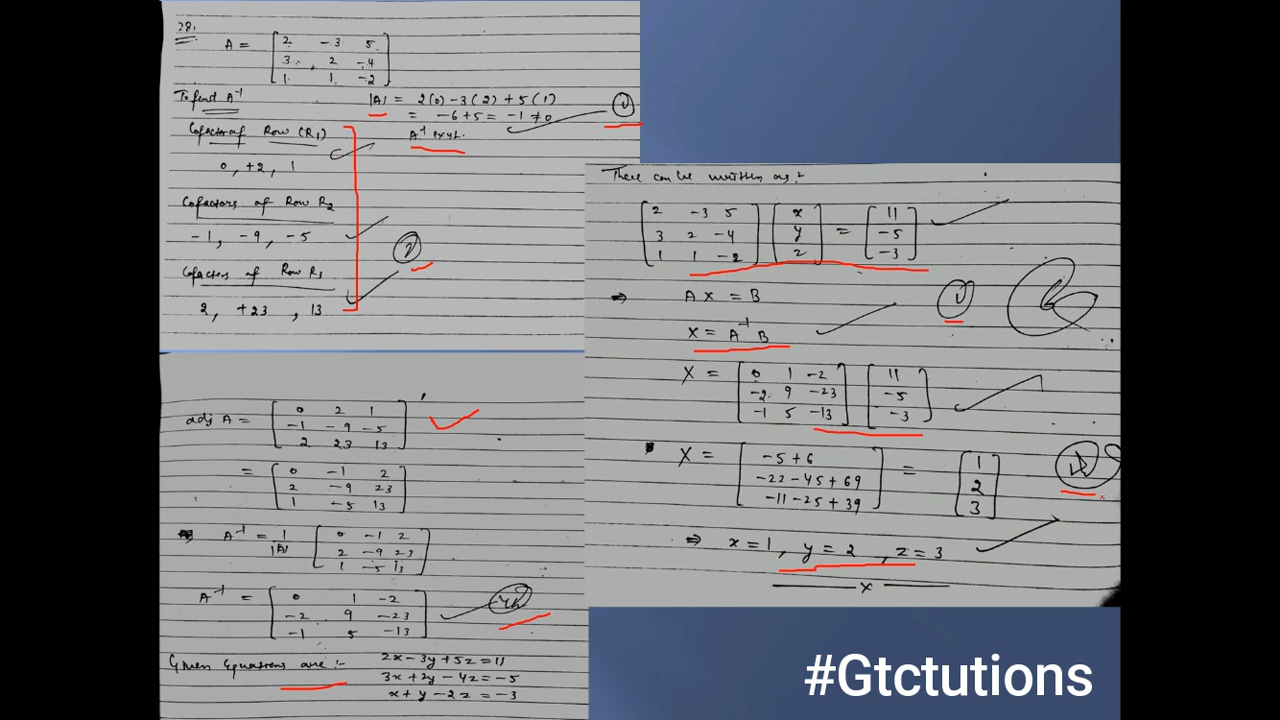 28.
A = [ 2 -3 5
3 , 2 -4
1 1 -2 ]
To find A⁻¹
|A| = 2(0) -3(2) + 5(1)
= -6+5 = -1 ≠0
A⁻¹ exist.
Cofactor of Row (R1)
0, +2, 1
Cofactors of Row R2
-1, -9, -5
Cofactors of Row R3
2, +23 , 13
adj A = [ 0 2 1
-1 -9 -5
2 23 13 ]'
= [ 0 -1 2
2 -9 23
1 -5 13 ]
A⁻¹ = 1/|A| [ 0 -1 2
2 -9 23
1 -5 13 ]
A⁻¹ = [ 0 1 -2
-2 9 -23
-1 5 -13 ]
Given Equations are :- 2x-3y+5z=11
3x+2y-4z=-5
x+y-2z=-3
These can be written as:-
[ 2 -3 5
3 2 -4
1 1 -2 ] [ x
y
z ] = [ 11
-5
-3 ]
⇒ AX = B
X = A⁻¹ B
X = [ 0 1 -2
-2 9 -23
-1 5 -13 ] [ 11
-5
-3 ]
X = [ -5+6
-22-45+69
-11-25+39 ] = [ 1
2
3 ]
⇒ x=1, y=2 , z=3
x
#Gtctutions